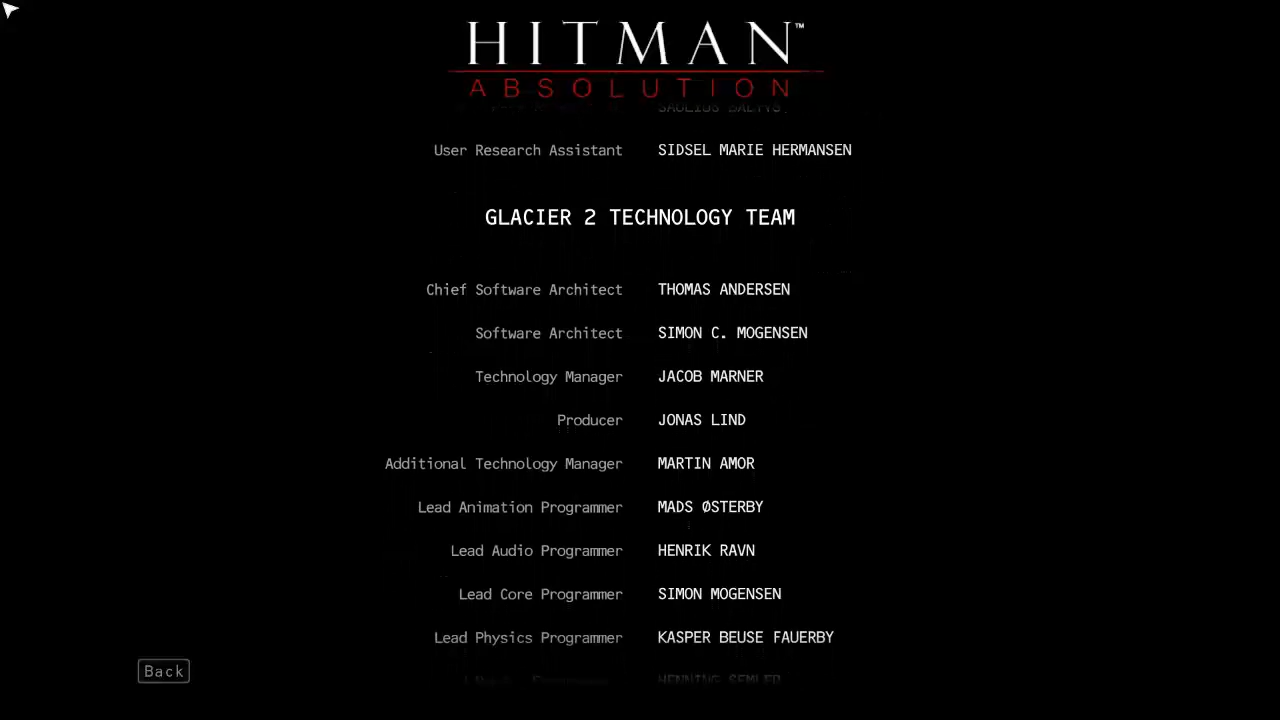 HITMAN™
ABSOLUTION
User Research Assistant SIDSEL MARIE HERMANSEN
GLACIER 2 TECHNOLOGY TEAM
Chief Software Architect THOMAS ANDERSEN
Software Architect SIMON C. MOGENSEN
Technology Manager JACOB MARNER
Producer JONAS LIND
Additional Technology Manager MARTIN AMOR
Lead Animation Programmer MADS ØSTERBY
Lead Audio Programmer HENRIK RAVN
Lead Core Programmer SIMON MOGENSEN
Lead Physics Programmer KASPER BEUSE FAUERBY
Back
HENNING SEMLER